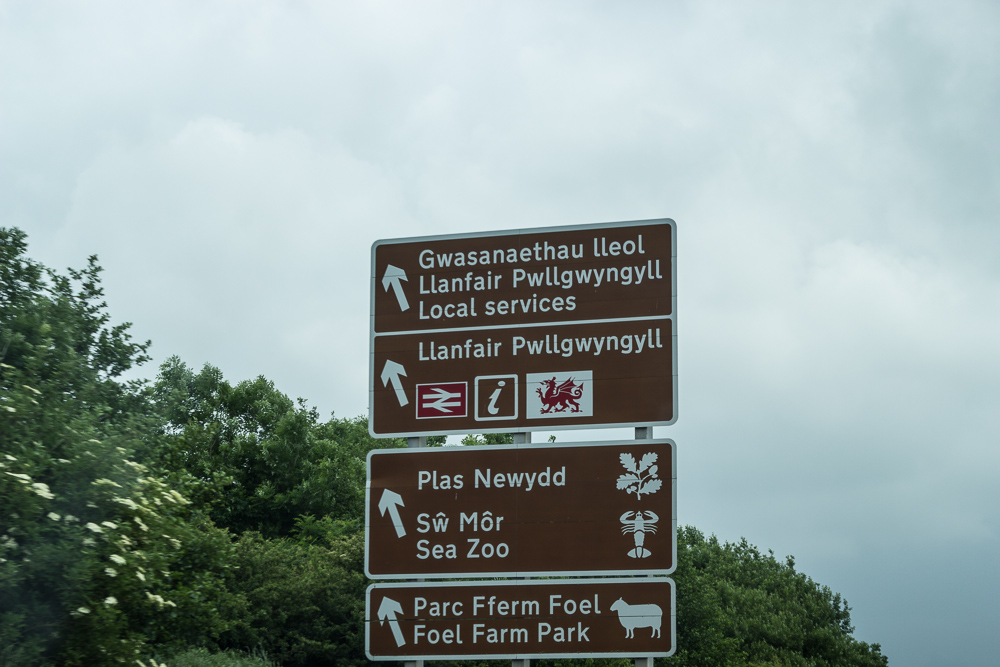 Gwasanaethau lleol
Llanfair Pwllgwyngyll
Local services
Llanfair Pwllgwyngyll
i
Plas Newydd
Sŵ Môr
Sea Zoo
Parc Fferm Foel
Foel Farm Park